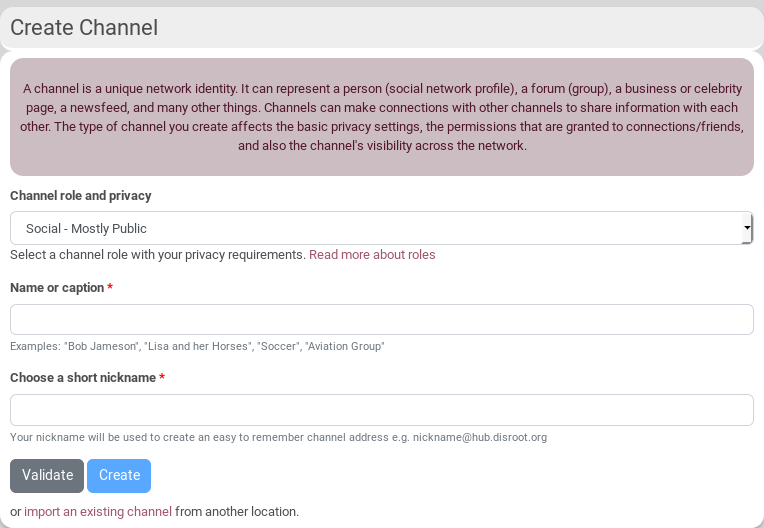 Create Channel
A channel is a unique network identity. It can represent a person (social network profile), a forum (group), a business or celebrity
page, a newsfeed, and many other things. Channels can make connections with other channels to share information with each
other. The type of channel you create affects the basic privacy settings, the permissions that are granted to connections/friends,
and also the channel's visibility across the network.
Channel role and privacy
Social - Mostly Public
Select a channel role with your privacy requirements. Read more about roles
Name or caption *
Examples: "Bob Jameson", "Lisa and her Horses", "Soccer", "Aviation Group"
Choose a short nickname *
Your nickname will be used to create an easy to remember channel address e.g. nickname@hub.disroot.org
Validate Create
or import an existing channel from another location.